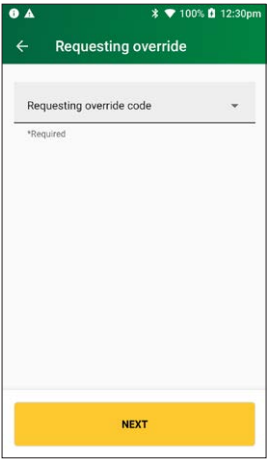 100% 12:30pm
Requesting override
Requesting override code
*Required
NEXT